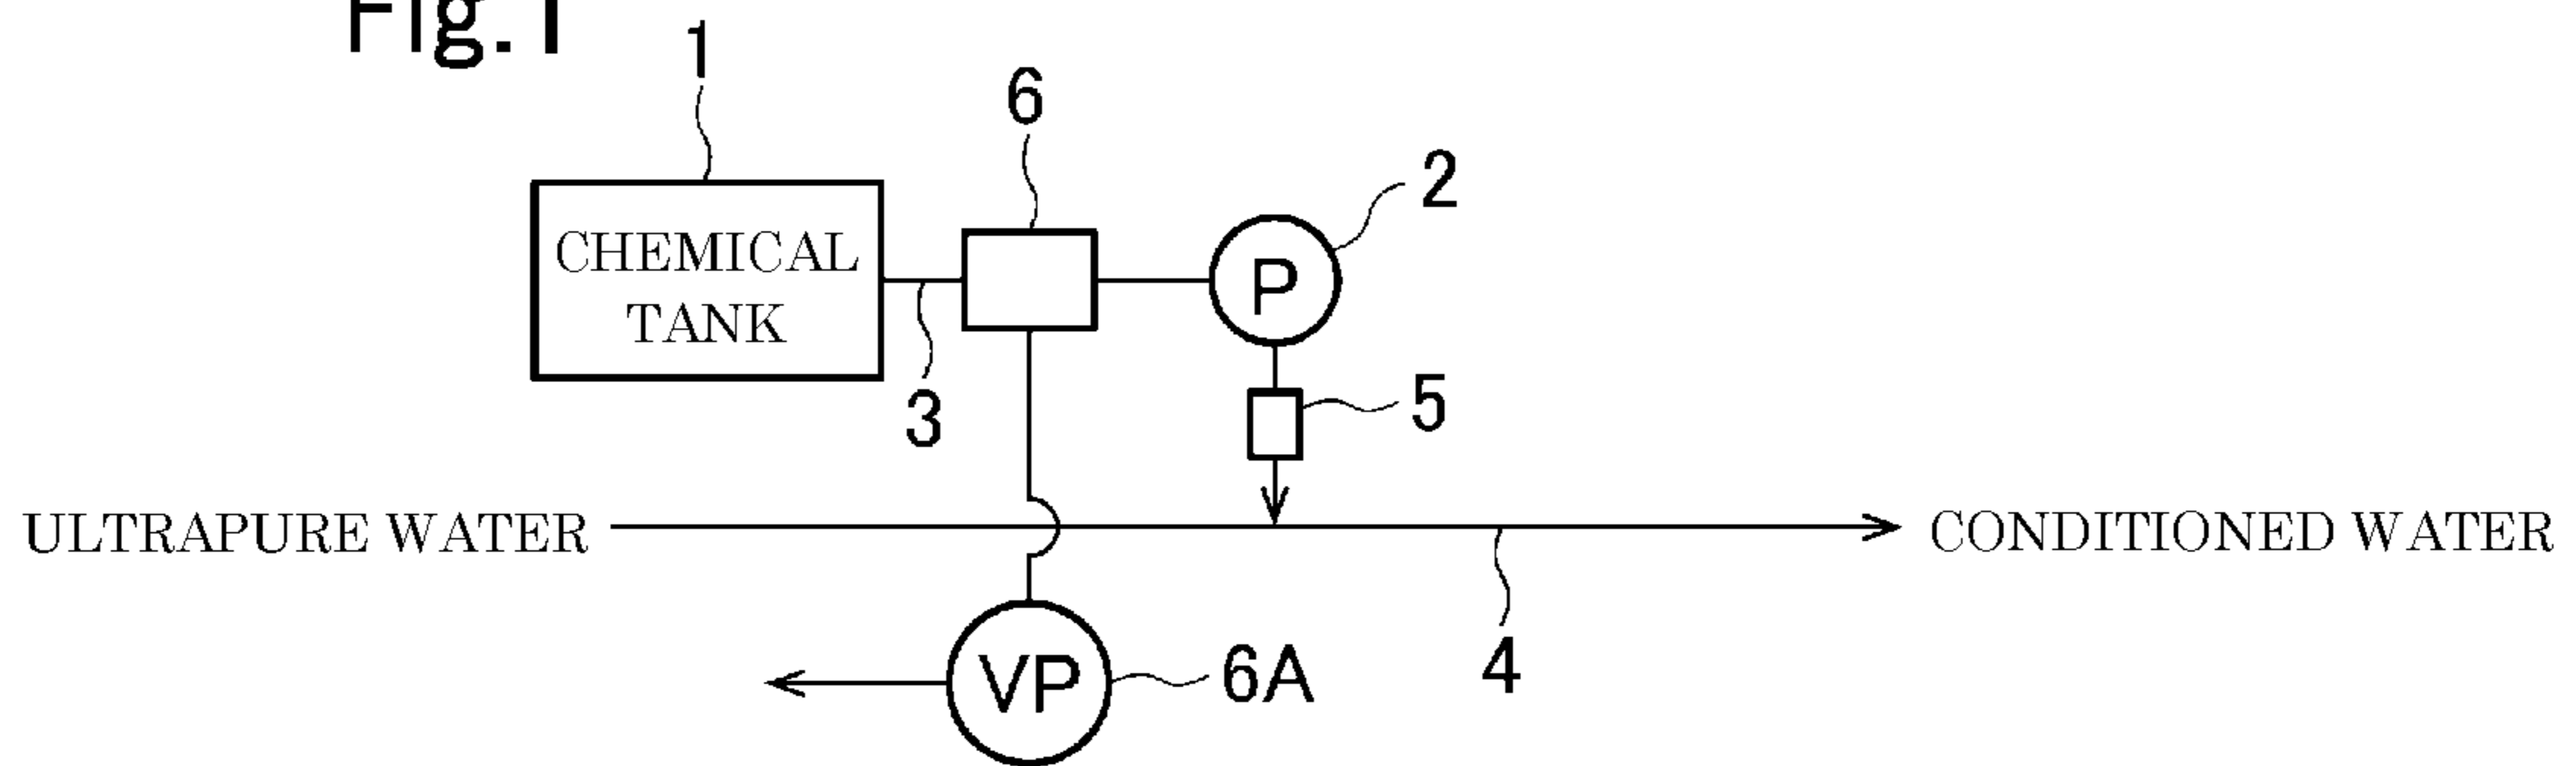 Fig.1
1
6
2
CHEMICAL
TANK
P
3
5
ULTRAPURE WATER
CONDITIONED WATER
4
VP
6A